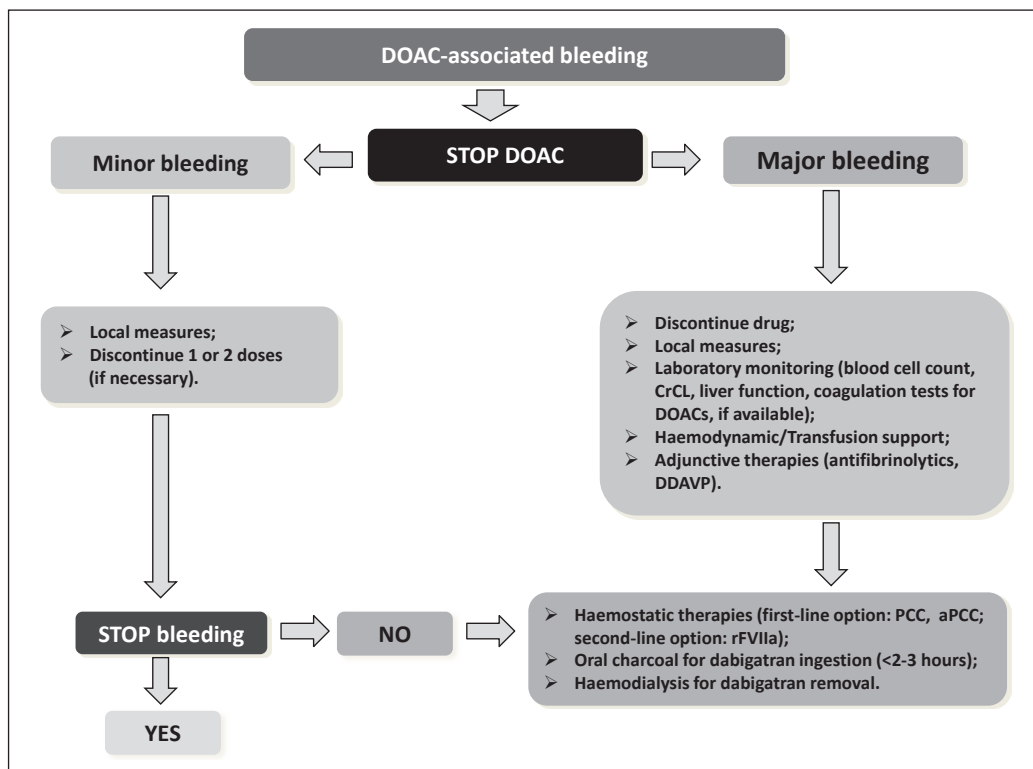 DOAC-associated bleeding
STOP DOAC
Minor bleeding
Major bleeding
➢ Local measures;
➢ Discontinue 1 or 2 doses
(if necessary).
➢ Discontinue drug;
➢ Local measures;
➢ Laboratory monitoring (blood cell count,
CrCL, liver function, coagulation tests for
DOACs, if available);
➢ Haemodynamic/Transfusion support;
➢ Adjunctive therapies (antifibrinolytics,
DDAVP).
STOP bleeding
NO
➢ Haemostatic therapies (first-line option: PCC, aPCC;
second-line option: rFVIIa);
➢ Oral charcoal for dabigatran ingestion (<2-3 hours);
➢ Haemodialysis for dabigatran removal.
YES